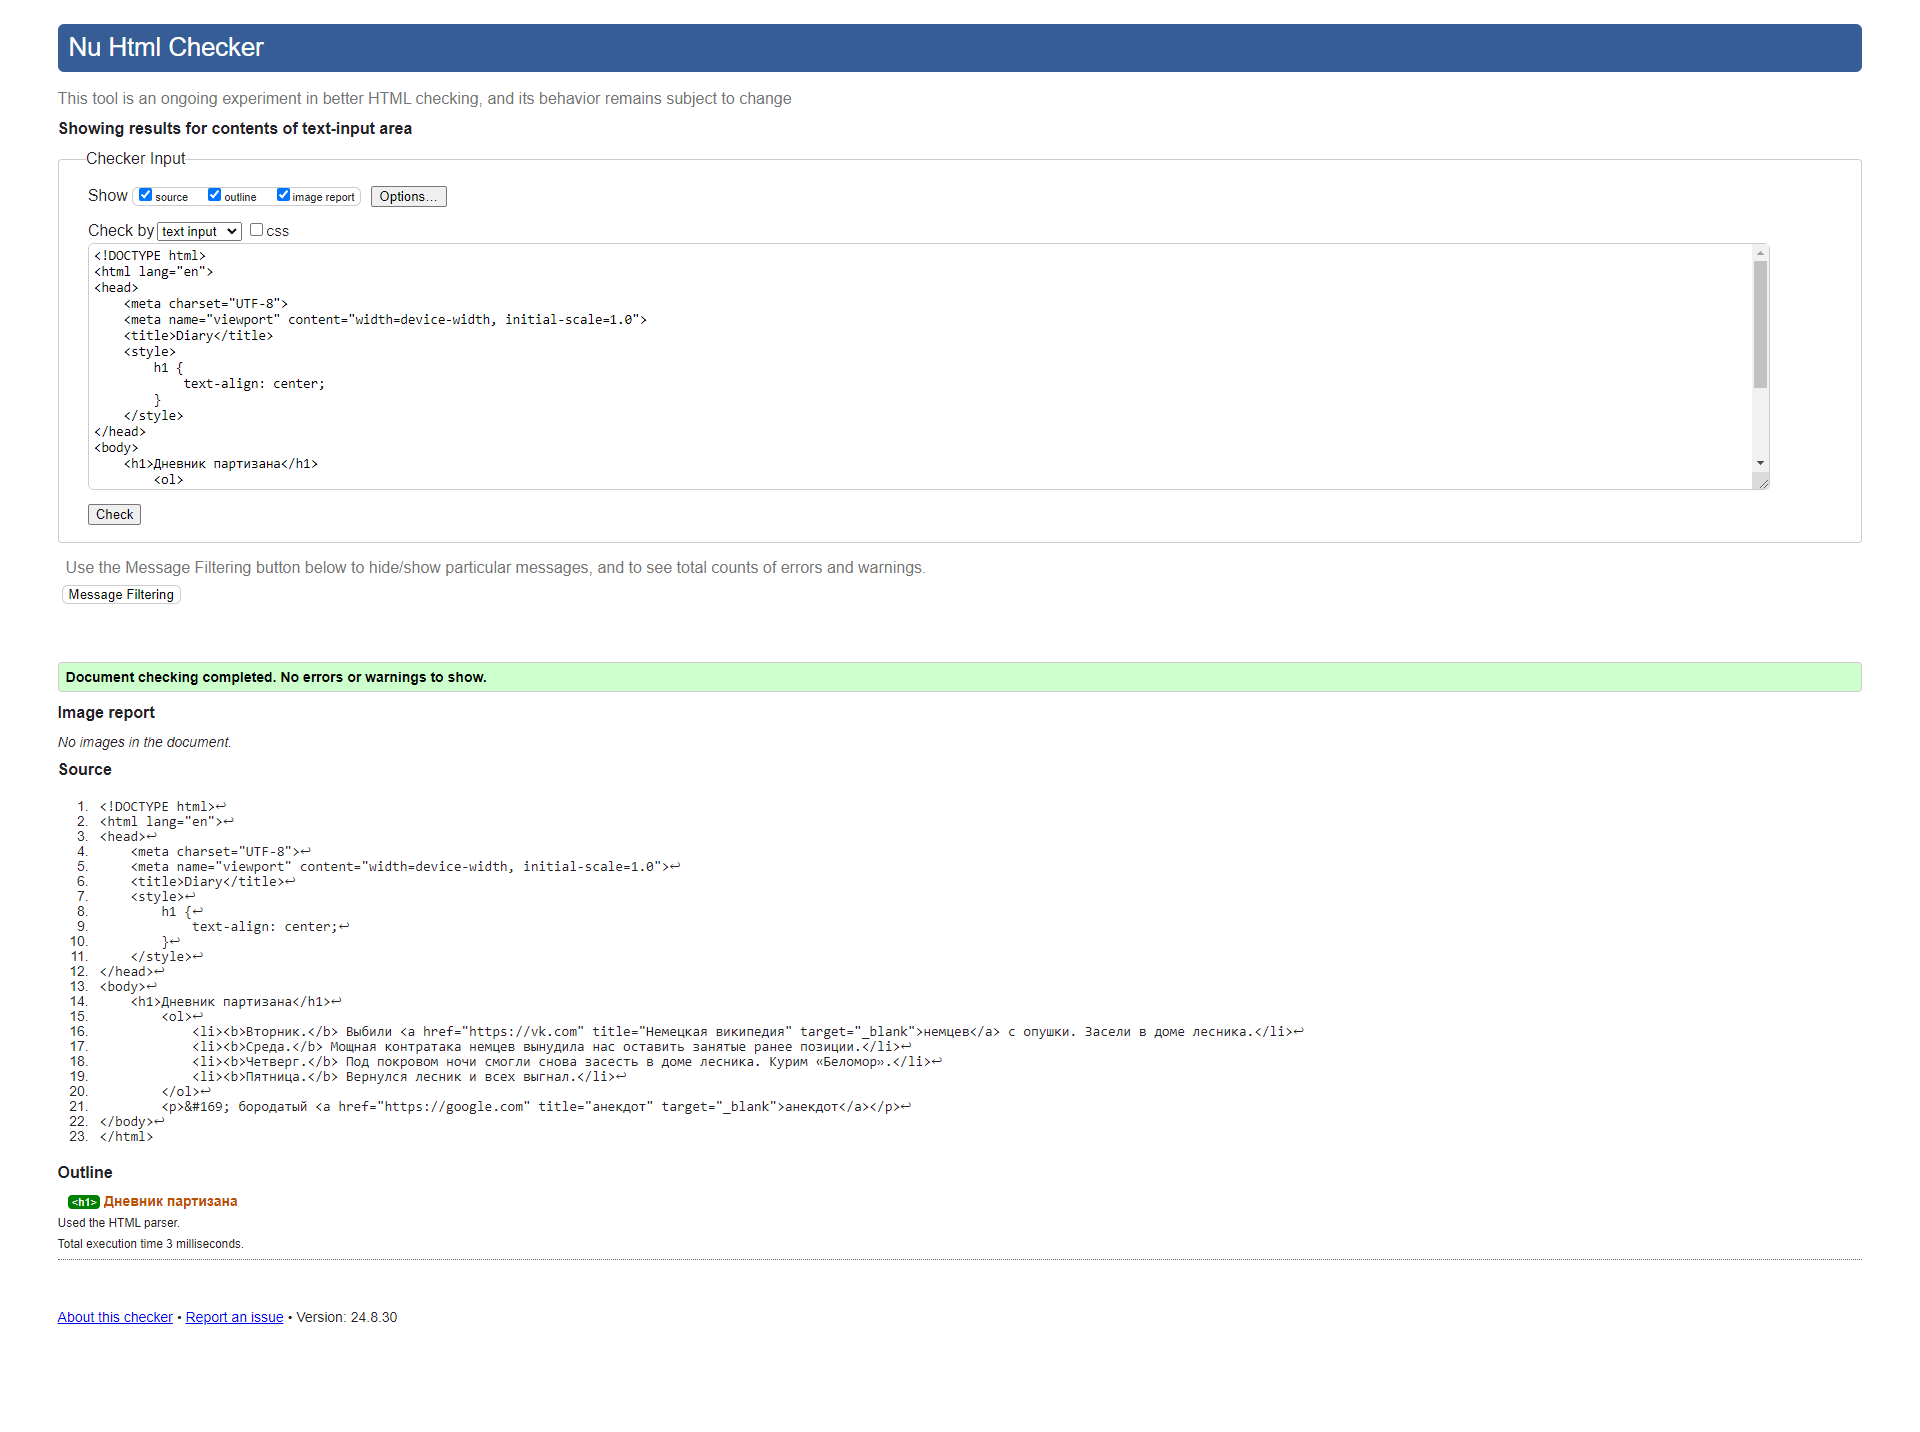 Nu Html Checker
This tool is an ongoing experiment in better HTML checking, and its behavior remains subject to change
Showing results for contents of text-input area
Checker Input
Show source outline image report Options...
Check by text input css
<!DOCTYPE html>
<html lang="en">
<head>
    <meta charset="UTF-8">
    <meta name="viewport" content="width=device-width, initial-scale=1.0">
    <title>Diary</title>
    <style>
        h1 {
            text-align: center;
        }
    </style>
</head>
<body>
    <h1>Дневник партизана</h1>
        <ol>
Check
Use the Message Filtering button below to hide/show particular messages, and to see total counts of errors and warnings.
Message Filtering
Document checking completed. No errors or warnings to show.
Image report
No images in the document.
Source
1. <!DOCTYPE html>↩
2. <html lang="en">↩
3. <head>↩
4.     <meta charset="UTF-8">↩
5.     <meta name="viewport" content="width=device-width, initial-scale=1.0">↩
6.     <title>Diary</title>↩
7.     <style>↩
8.         h1 {↩
9.             text-align: center;↩
10.         }↩
11.     </style>↩
12. </head>↩
13. <body>↩
14.     <h1>Дневник партизана</h1>↩
15.         <ol>↩
16.             <li><b>Вторник.</b> Выбили <a href="https://vk.com" title="Немецкая википедия" target="_blank">немцев</a> с опушки. Засели в доме лесника.</li>↩
17.             <li><b>Среда.</b> Мощная контратака немцев вынудила нас оставить занятые ранее позиции.</li>↩
18.             <li><b>Четверг.</b> Под покровом ночи смогли снова засесть в доме лесника. Курим «Беломор».</li>↩
19.             <li><b>Пятница.</b> Вернулся лесник и всех выгнал.</li>↩
20.         </ol>↩
21.         <p>&#169; бородатый <a href="https://google.com" title="анекдот" target="_blank">анекдот</a></p>↩
22. </body>↩
23. </html>
Outline
<h1> Дневник партизана
Used the HTML parser.
Total execution time 3 milliseconds.
About this checker • Report an issue • Version: 24.8.30